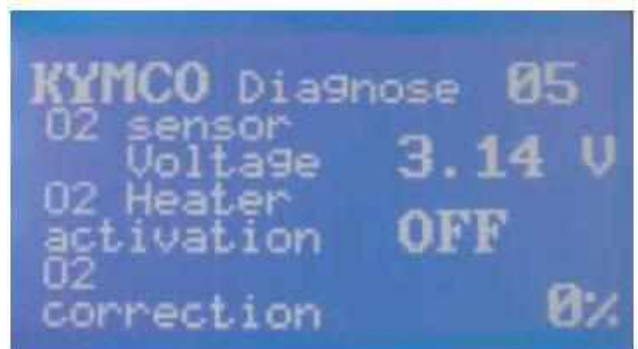 KYMCO Diagnose 05
O2 sensor
Voltage 3.14 V
O2 Heater
activation OFF
O2
correction 0%